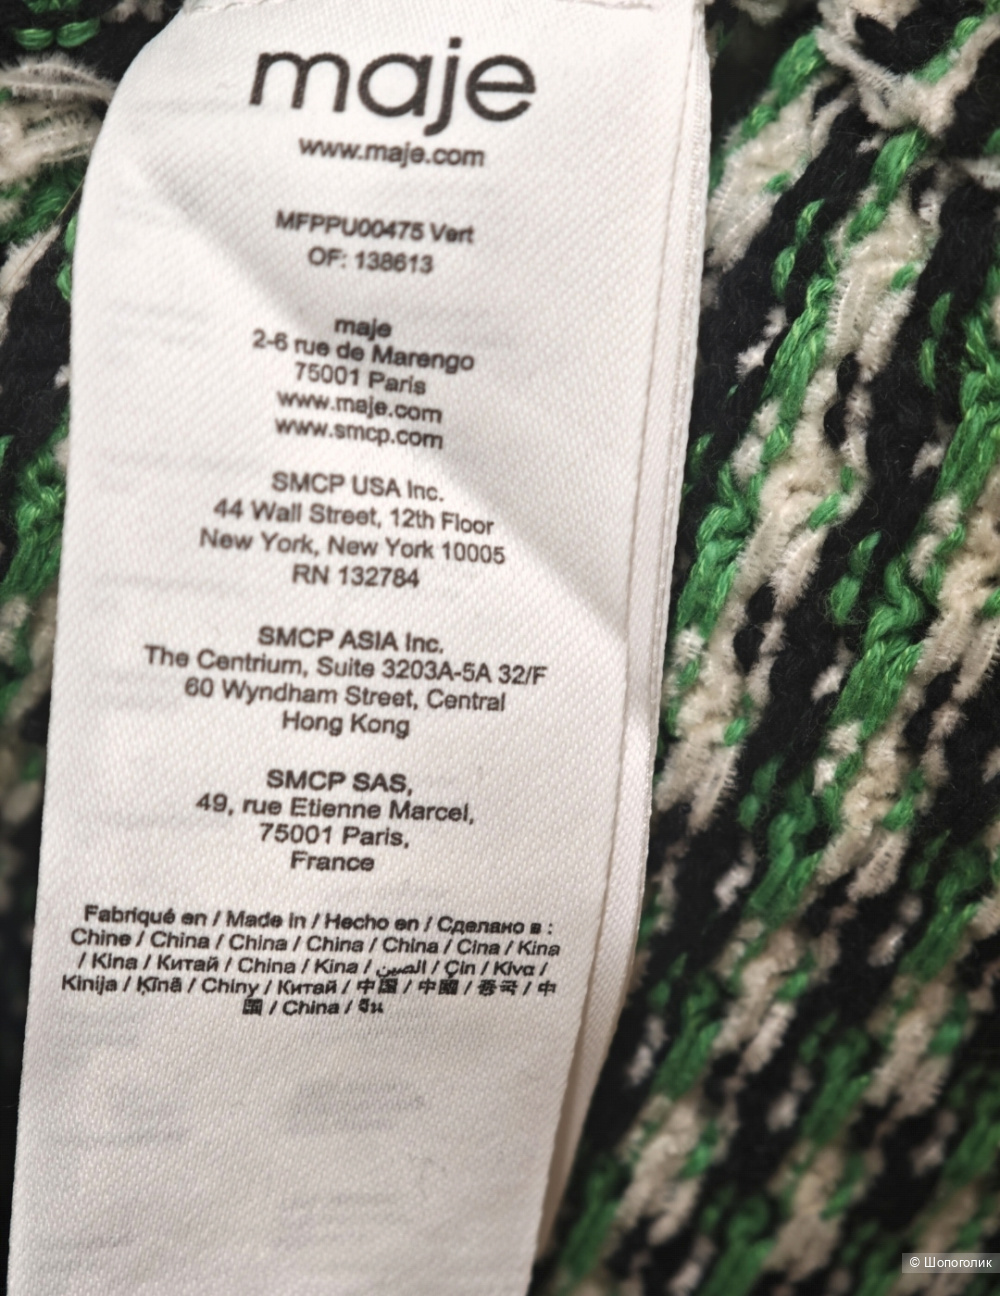 maje
www.maje.com
MFPPU00475 Vert
OF: 138613
maje
2-6 rue de Marengo
75001 Paris
www.maje.com
www.smcp.com
SMCP USA Inc.
44 Wall Street, 12th Floor
New York, New York 10005
RN 132784
SMCP ASIA Inc.
The Centrium, Suite 3203A-5A 32/F
60 Wyndham Street, Central
Hong Kong
SMCP SAS,
49, rue Etienne Marcel,
75001 Paris,
France
Fabriqué en / Made in / Hecho en / Сделано в :
Chine / China / China / China / China / Cina / Kina
/ Kina / Китай / China / Kina / الصين / Çin / Κίνα /
Kinija / Ķīnā / Chiny / Китай / 中国 / 中國 / 중국 / 中
国 / China / จีน
© Шопоголик